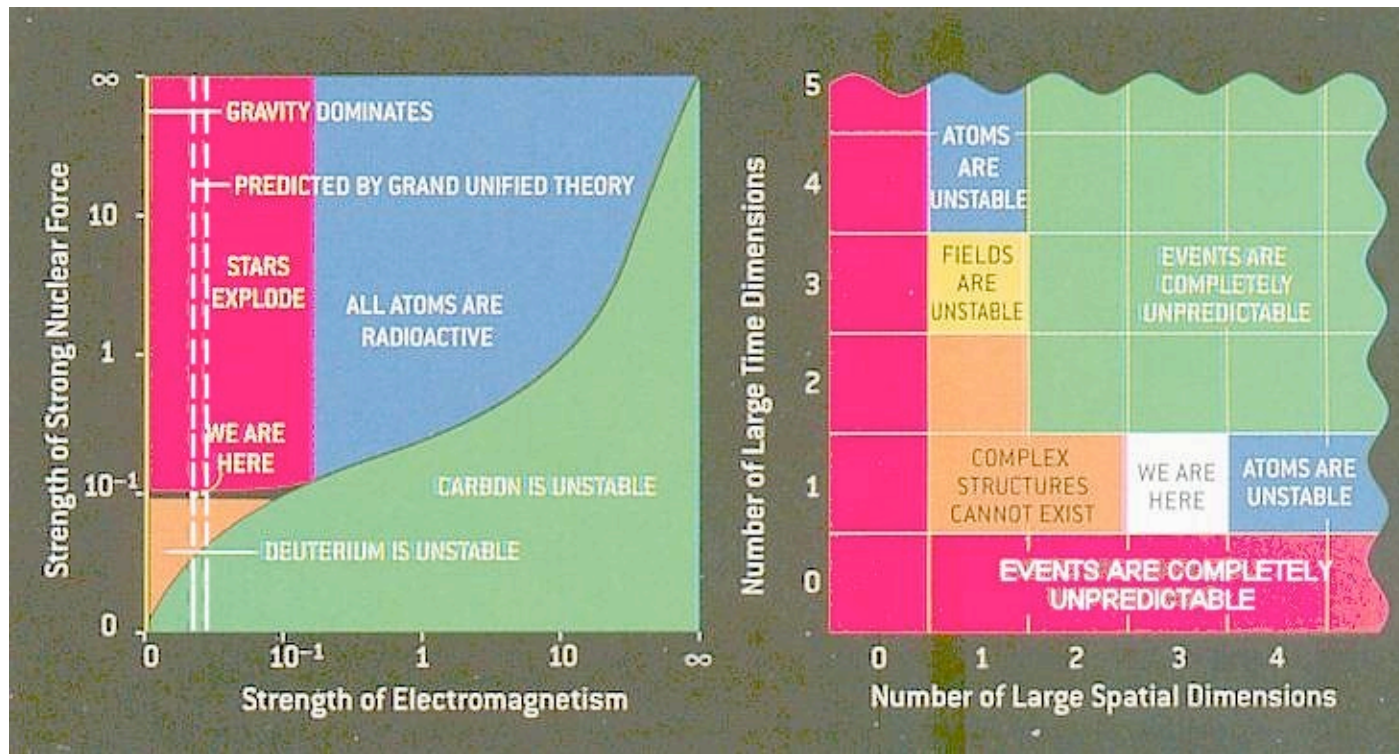 Strength of Strong Nuclear Force
∞
10
1
10⁻¹
0
GRAVITY DOMINATES
PREDICTED BY GRAND UNIFIED THEORY
STARS
EXPLODE
ALL ATOMS ARE
RADIOACTIVE
WE ARE
HERE
CARBON IS UNSTABLE
DEUTERIUM IS UNSTABLE
0 10⁻¹ 1 10 ∞
Strength of Electromagnetism
Number of Large Time Dimensions
5
4
3
2
1
0
ATOMS
ARE
UNSTABLE
FIELDS
ARE
UNSTABLE
EVENTS ARE
COMPLETELY
UNPREDICTABLE
COMPLEX
STRUCTURES
CANNOT EXIST
WE ARE
HERE
ATOMS ARE
UNSTABLE
EVENTS ARE COMPLETELY
UNPREDICTABLE
0 1 2 3 4
Number of Large Spatial Dimensions